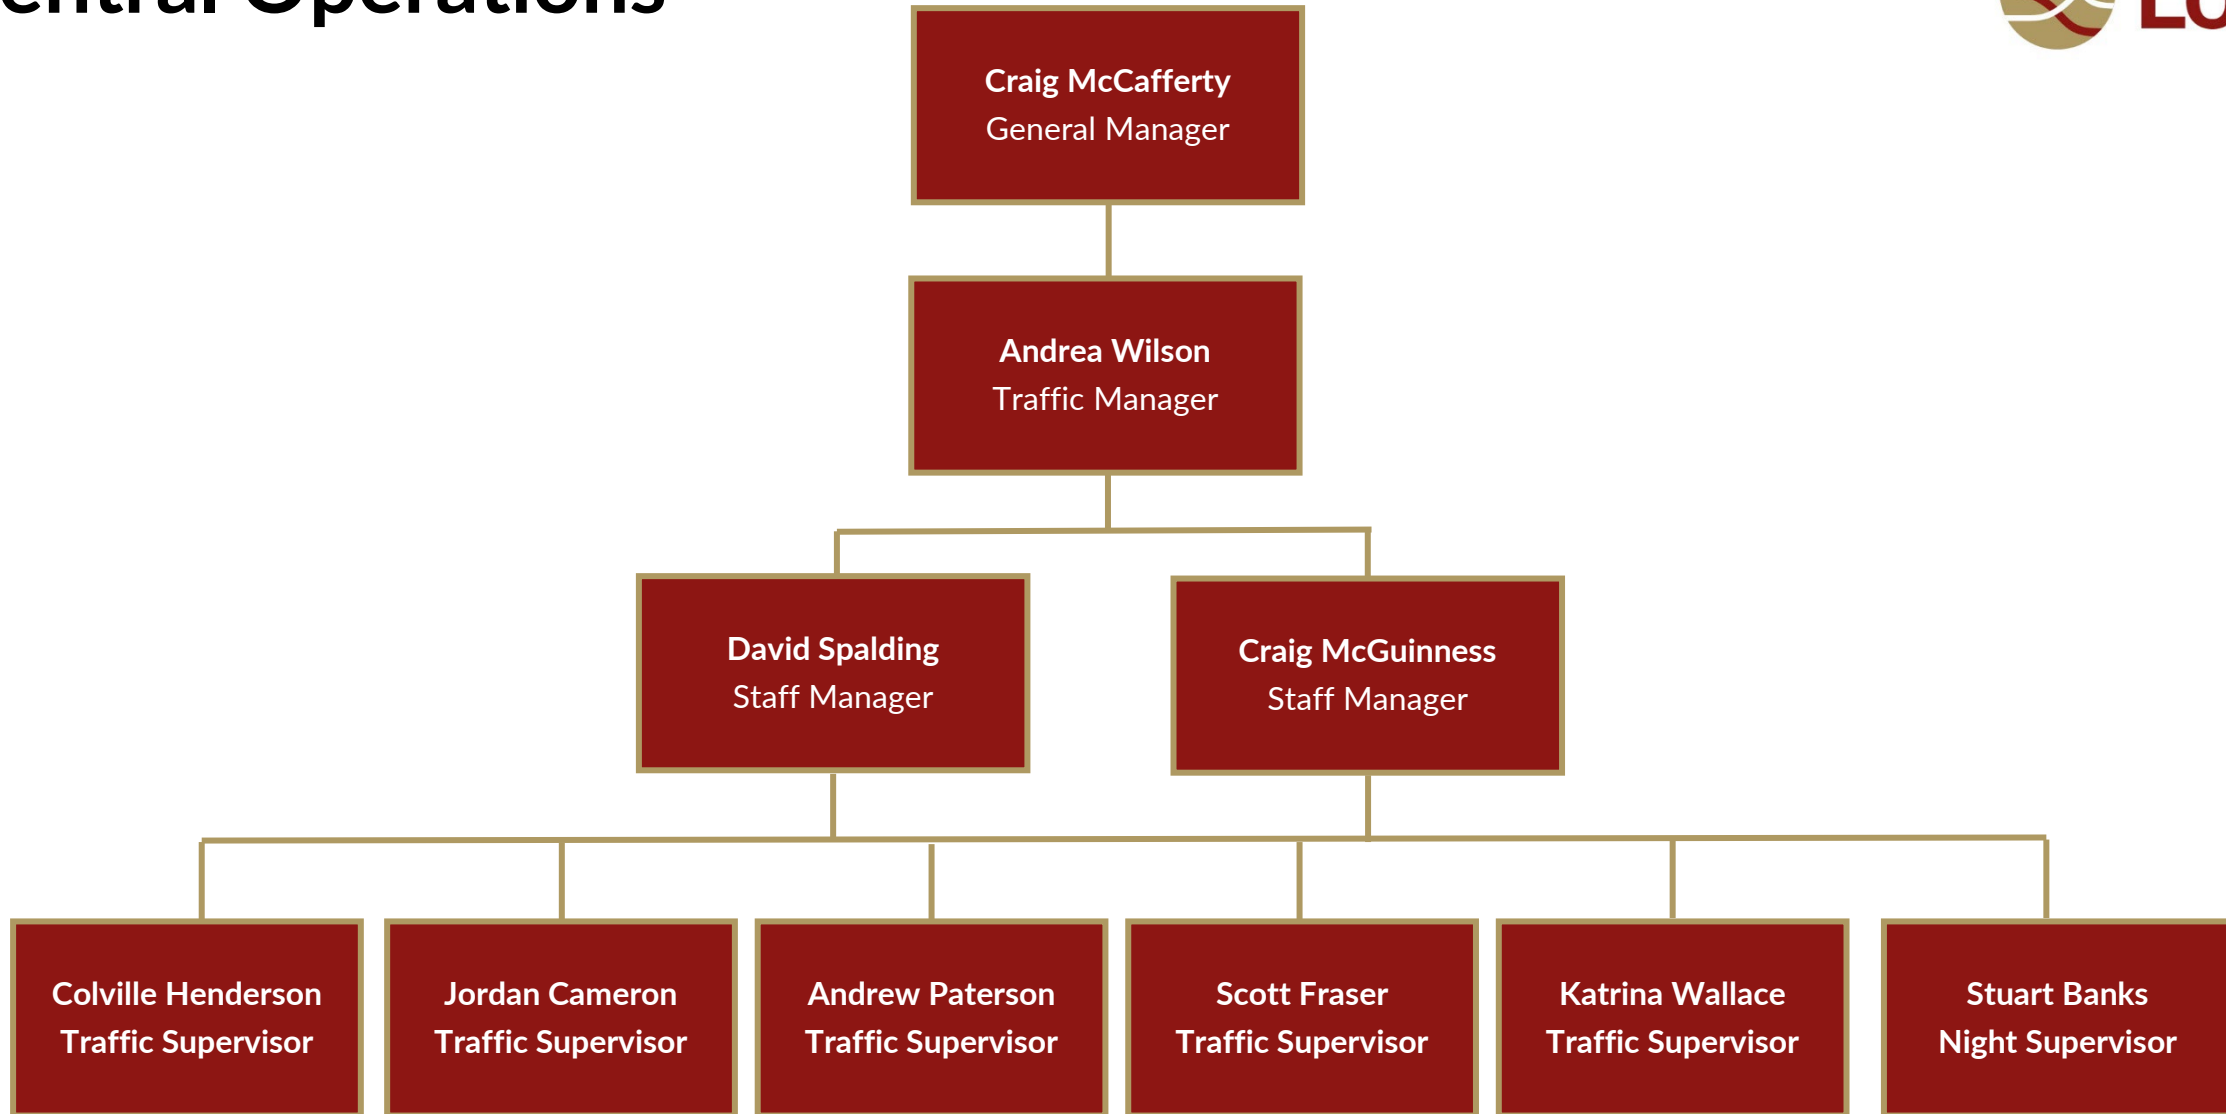 Operations
Craig McCafferty
General Manager
Andrea Wilson
Traffic Manager
David Spalding
Staff Manager
Craig McGuinness
Staff Manager
Colville Henderson
Traffic Supervisor
Jordan Cameron
Traffic Supervisor
Andrew Paterson
Traffic Supervisor
Scott Fraser
Traffic Supervisor
Katrina Wallace
Traffic Supervisor
Stuart Banks
Night Supervisor